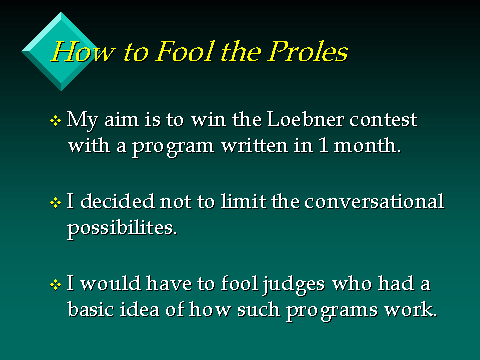 How to Fool the Proles
My aim is to win the Loebner contest
with a program written in 1 month.
I decided not to limit the conversational
possibilites.
I would have to fool judges who had a
basic idea of how such programs work.